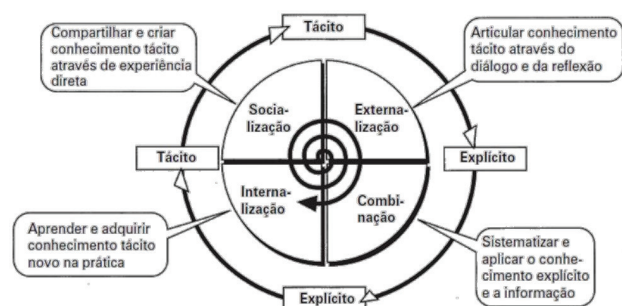 Tácito
Compartilhar e criar
conhecimento tácito
através de experiência
direta
Articular conhecimento
tácito através do
diálogo e da reflexão
Socia-
lização
Externa-
lização
Tácito
Explícito
Interna-
lização
Combi-
nação
Aprender e adquirir
conhecimento tácito
novo na prática
Sistematizar e
aplicar o conhe-
cimento explícito
e a informação
Explícito